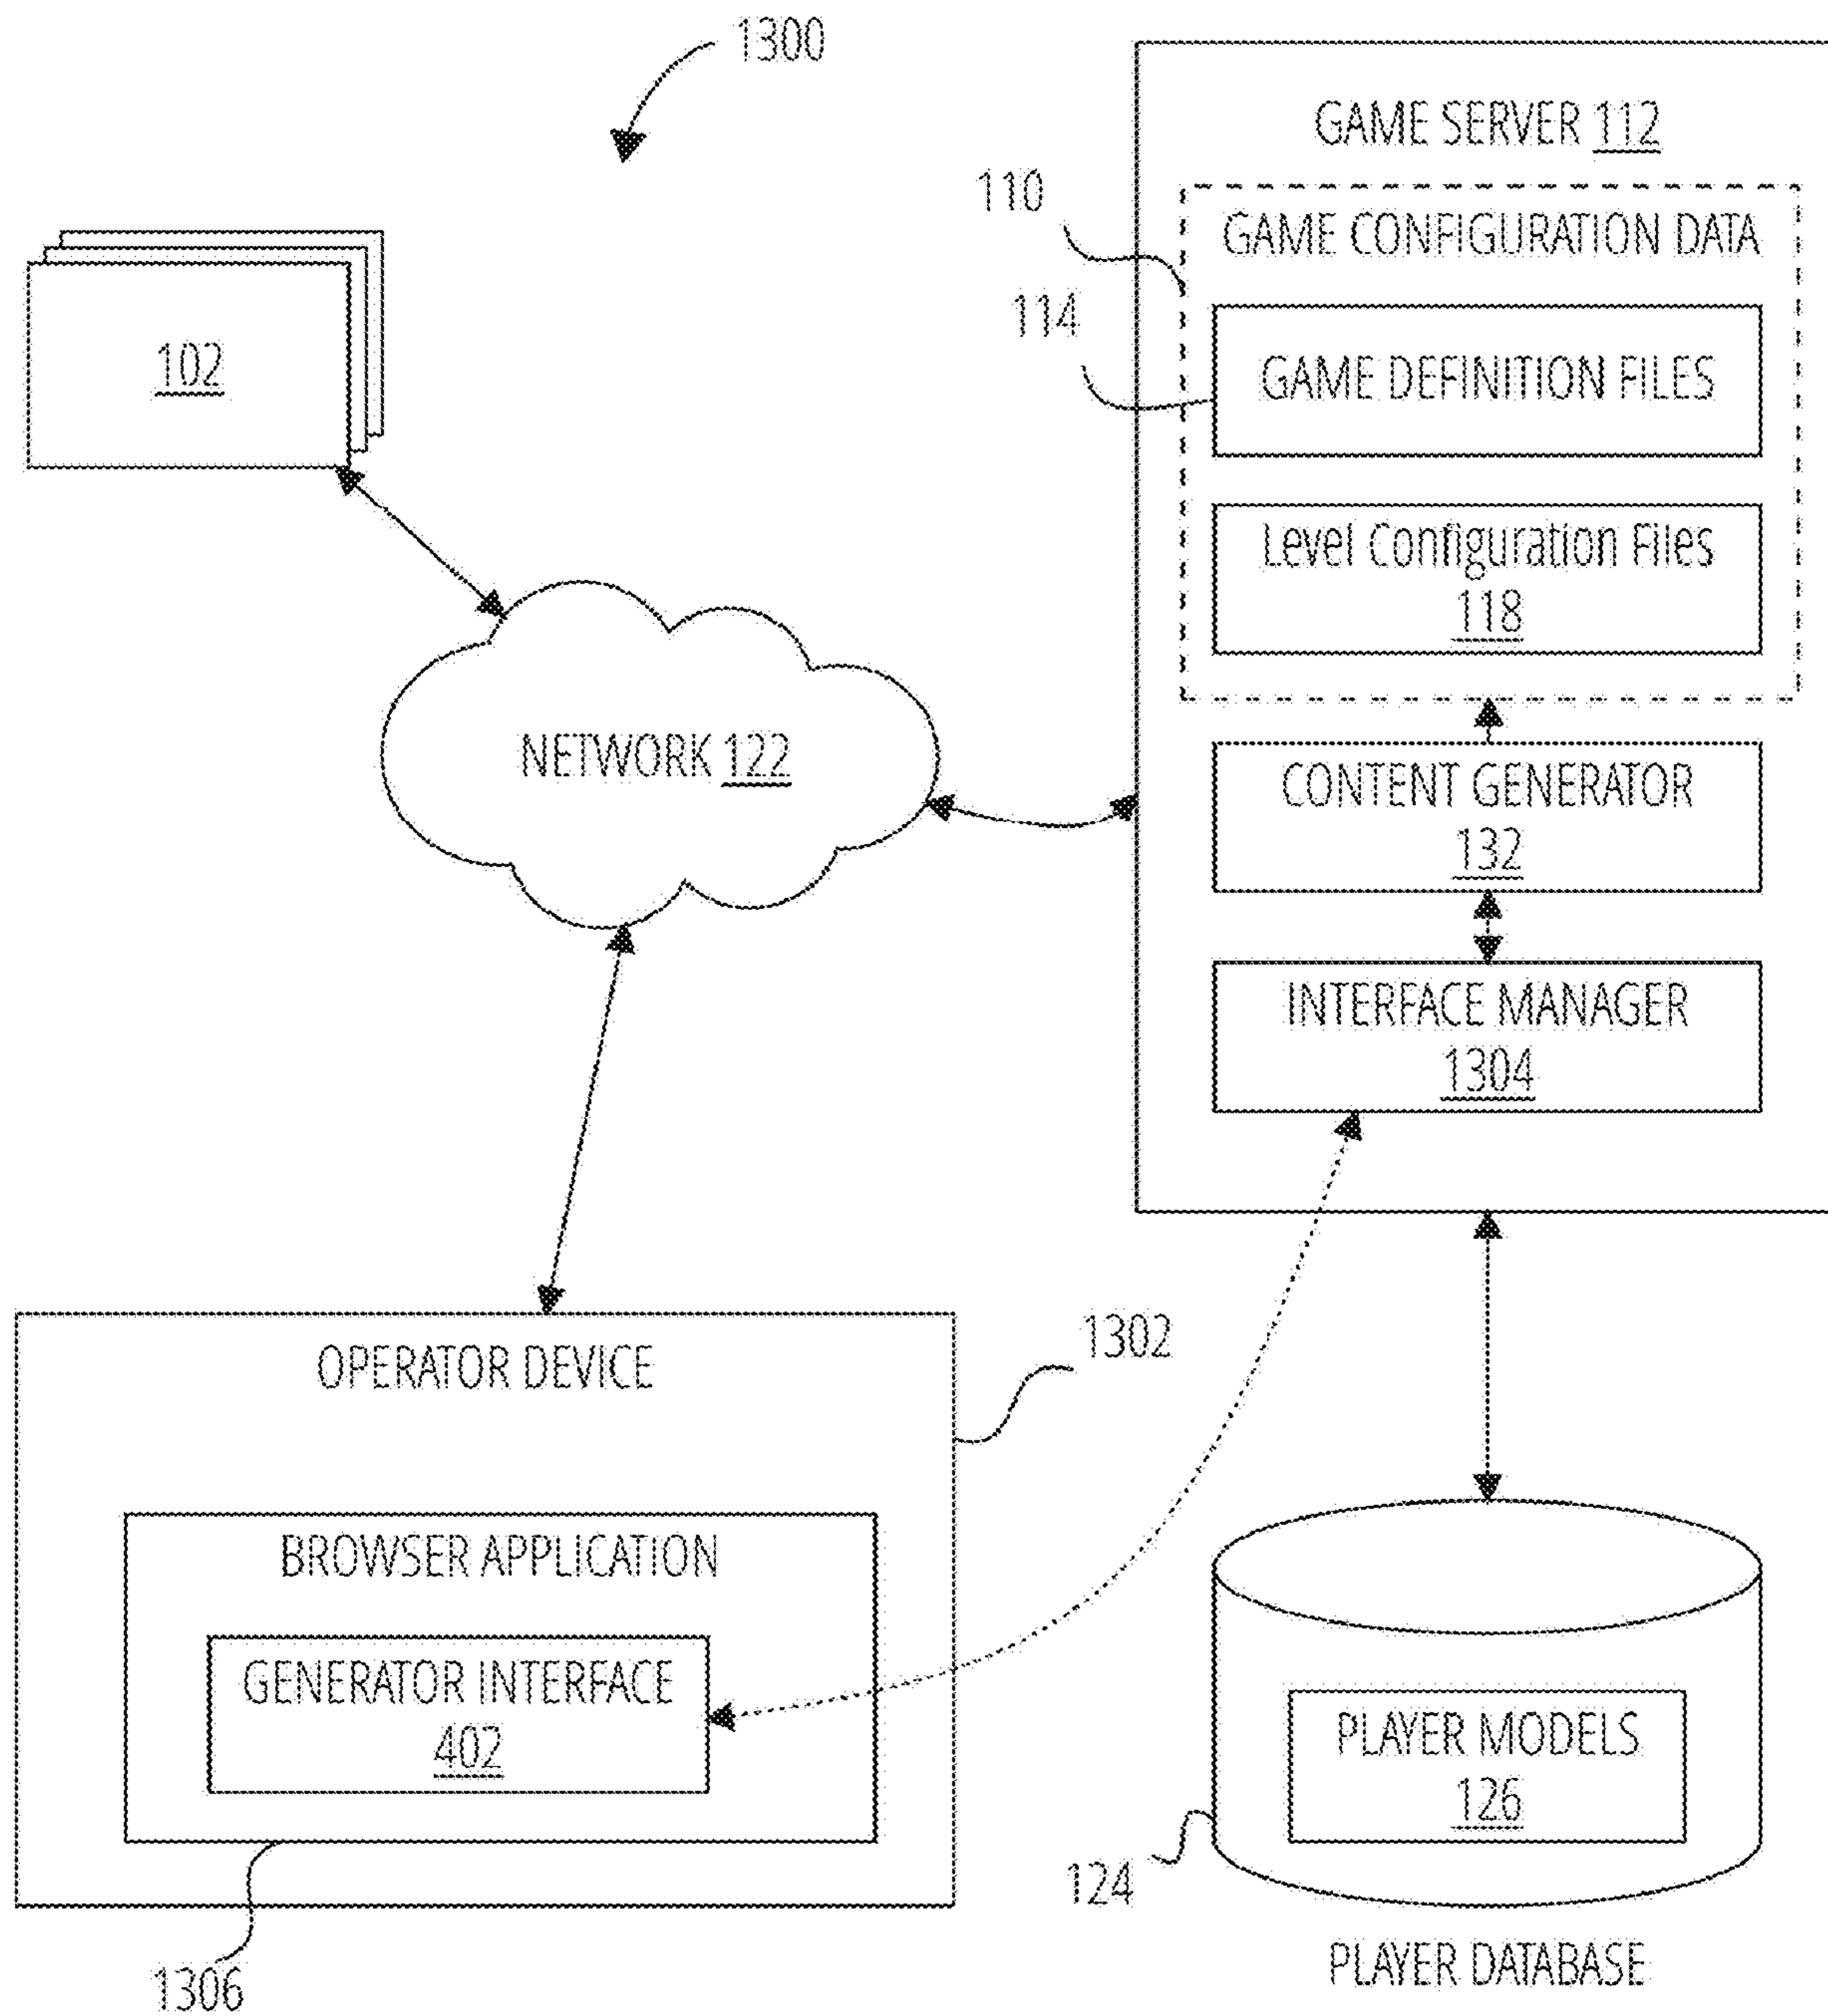 1300
GAME SERVER 112
110
GAME CONFIGURATION DATA
114
GAME DEFINITION FILES
102
Level Configuration Files
118
NETWORK 122
CONTENT GENERATOR
132
INTERFACE MANAGER
1304
OPERATOR DEVICE
1302
BROWSER APPLICATION
GENERATOR INTERFACE
402
PLAYER MODELS
126
124
1306
PLAYER DATABASE